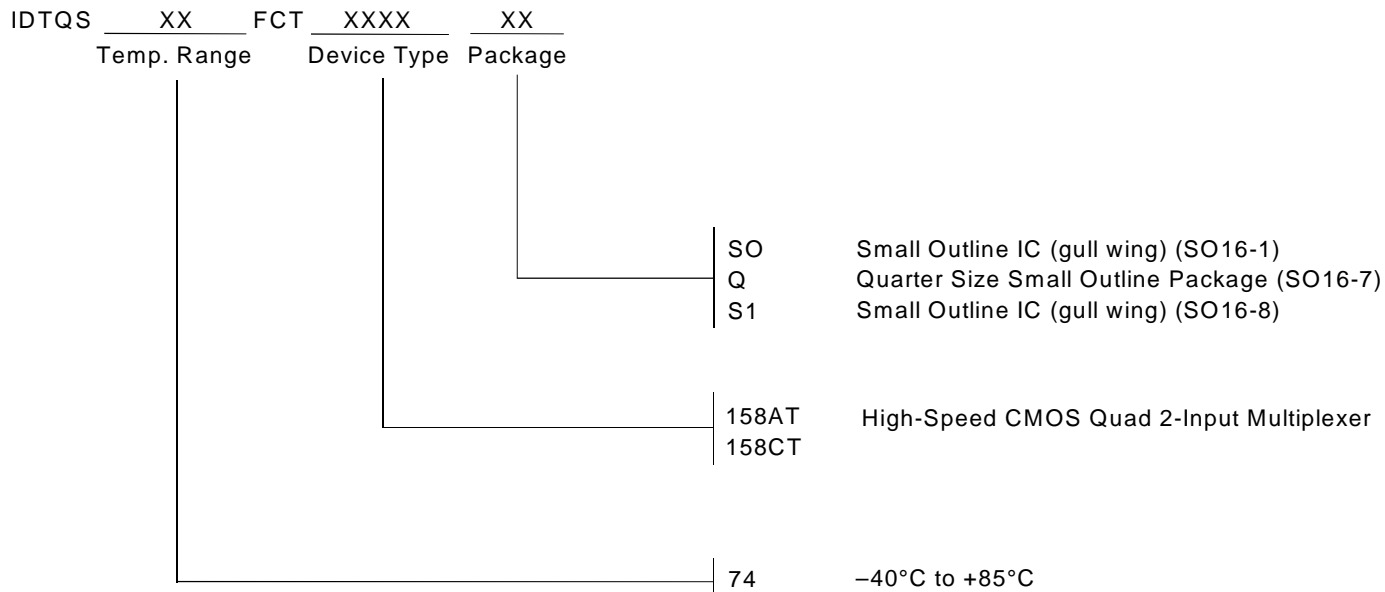 IDTQS XX FCT XXXX XX
Temp. Range Device Type Package
SO Small Outline IC (gull wing) (SO16-1)
Q Quarter Size Small Outline Package (SO16-7)
S1 Small Outline IC (gull wing) (SO16-8)
158AT High-Speed CMOS Quad 2-Input Multiplexer
158CT
74 –40°C to +85°C